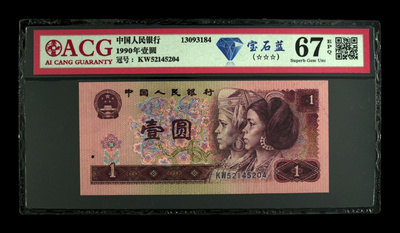 ACG
AI CANG GUARANTY
中国人民银行 13093184
1990年壹圆
冠号: KW52145204
宝石蓝
(☆☆☆)
67 EPQ
Superb Gem Unc
中国人民银行
1
壹圆
1
KW52145204